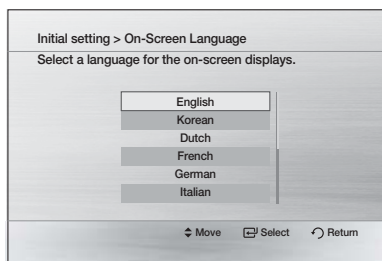 Initial setting > On-Screen Language
Select a language for the on-screen displays.
English
Korean
Dutch
French
German
Italian
Move Select Return